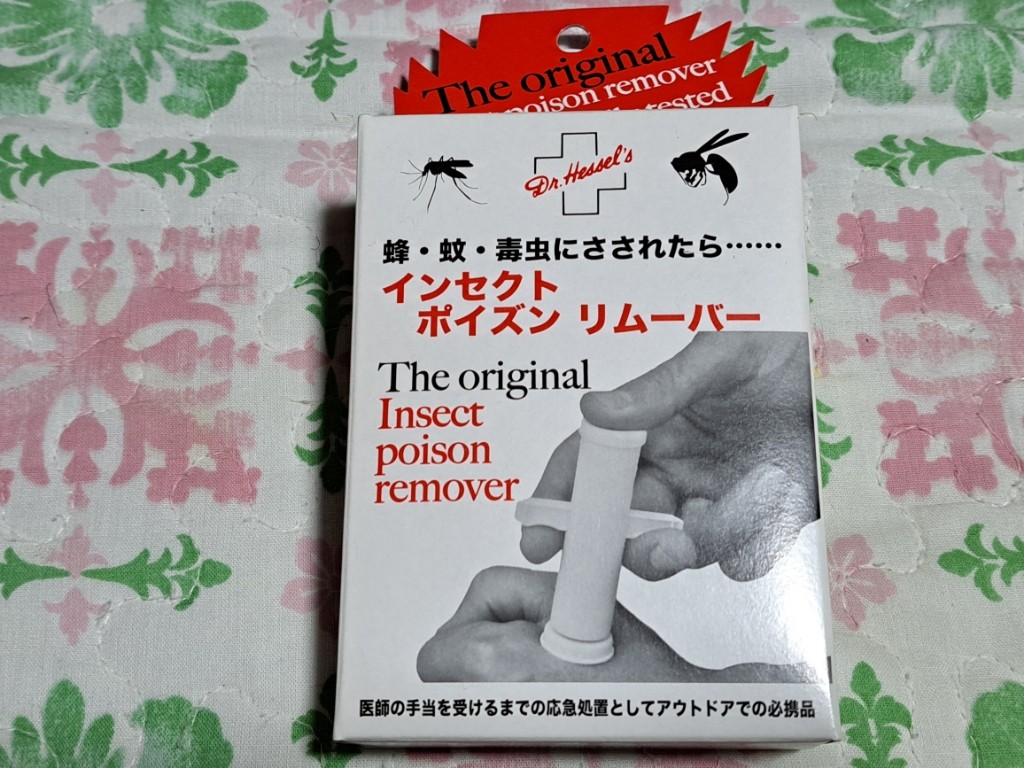 The original
poison remover
tested
Dr. Hessel's
蜂・蚊・毒虫にさされたら……
インセクト
ポイズン リムーバー
The original
Insect
poison
remover
医師の手当を受けるまでの応急処置としてアウトドアでの必携品